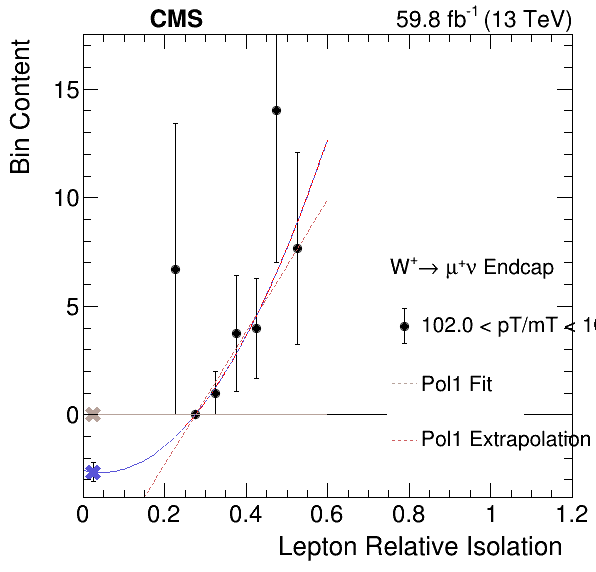 CMS
59.8 fb⁻¹ (13 TeV)
Bin Content
15
10
5
0
W⁺→ μ⁺ν Endcap
102.0 < pT/mT < 10
Pol1 Fit
Pol1 Extrapolation
0 0.2 0.4 0.6 0.8 1 1.2
Lepton Relative Isolation